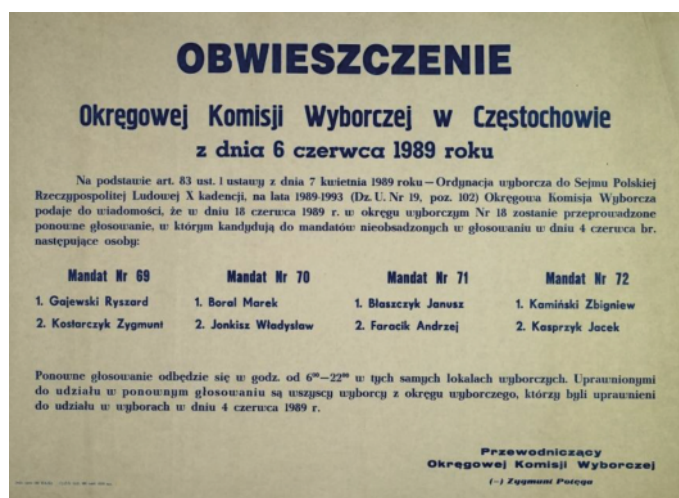 OBWIESZCZENIE
Okręgowej Komisji Wyborczej w Częstochowie
z dnia 6 czerwca 1989 roku
Na podstawie art. 83 ust. 1 ustawy z dnia 7 kwietnia 1989 roku — Ordynacja wyborcza do Sejmu Polskiej
Rzeczypospolitej Ludowej X kadencji, na lata 1989-1993 (Dz. U. Nr 19, poz. 102) Okręgowa Komisja Wyborcza
podaje do wiadomości, że w dniu 18 czerwca 1989 r. w okręgu wyborczym Nr 18 zostanie przeprowadzone
ponowne głosowanie, w którym kandydują do mandatów nieobsadzonych w głosowaniu w dniu 4 czerwca br.
następujące osoby:
Mandat Nr 69
1. Gajewski Ryszard
2. Kostarczyk Zygmunt
Mandat Nr 70
1. Boral Marek
2. Jonkisz Władysław
Mandat Nr 71
1. Błaszczyk Janusz
2. Faracik Andrzej
Mandat Nr 72
1. Kamiński Zbigniew
2. Kasprzyk Jacek
Ponowne głosowanie odbędzie się w godz. od 6⁰⁰—22⁰⁰ w tych samych lokalach wyborczych. Uprawnionymi
do udziału w ponownym głosowaniu są wszyscy wyborcy z okręgu wyborczego, którzy byli uprawnieni
do udziału w wyborach w dniu 4 czerwca 1989 r.
Przewodniczący
Okręgowej Komisji Wyborczej
(—) Zygmunt Potęga